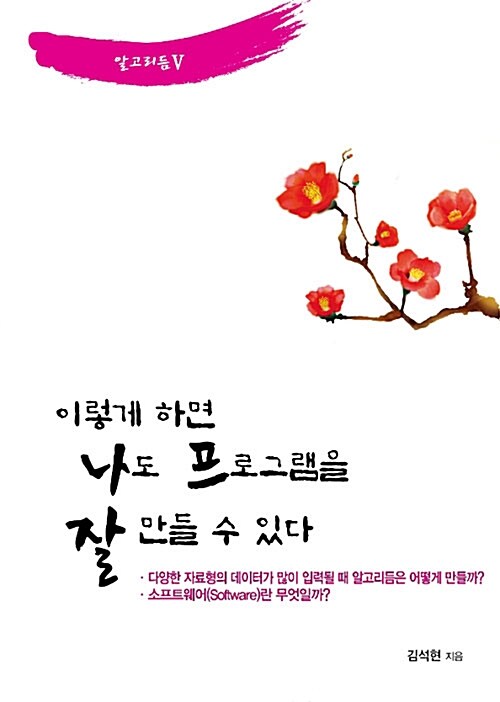 알고리듬 V
이렇게 하면
나도 프로그램을
잘 만들 수 있다
· 다양한 자료형의 데이터가 많이 입력될 때 알고리듬은 어떻게 만들까?
· 소프트웨어(Software)란 무엇일까?
김석현 지음